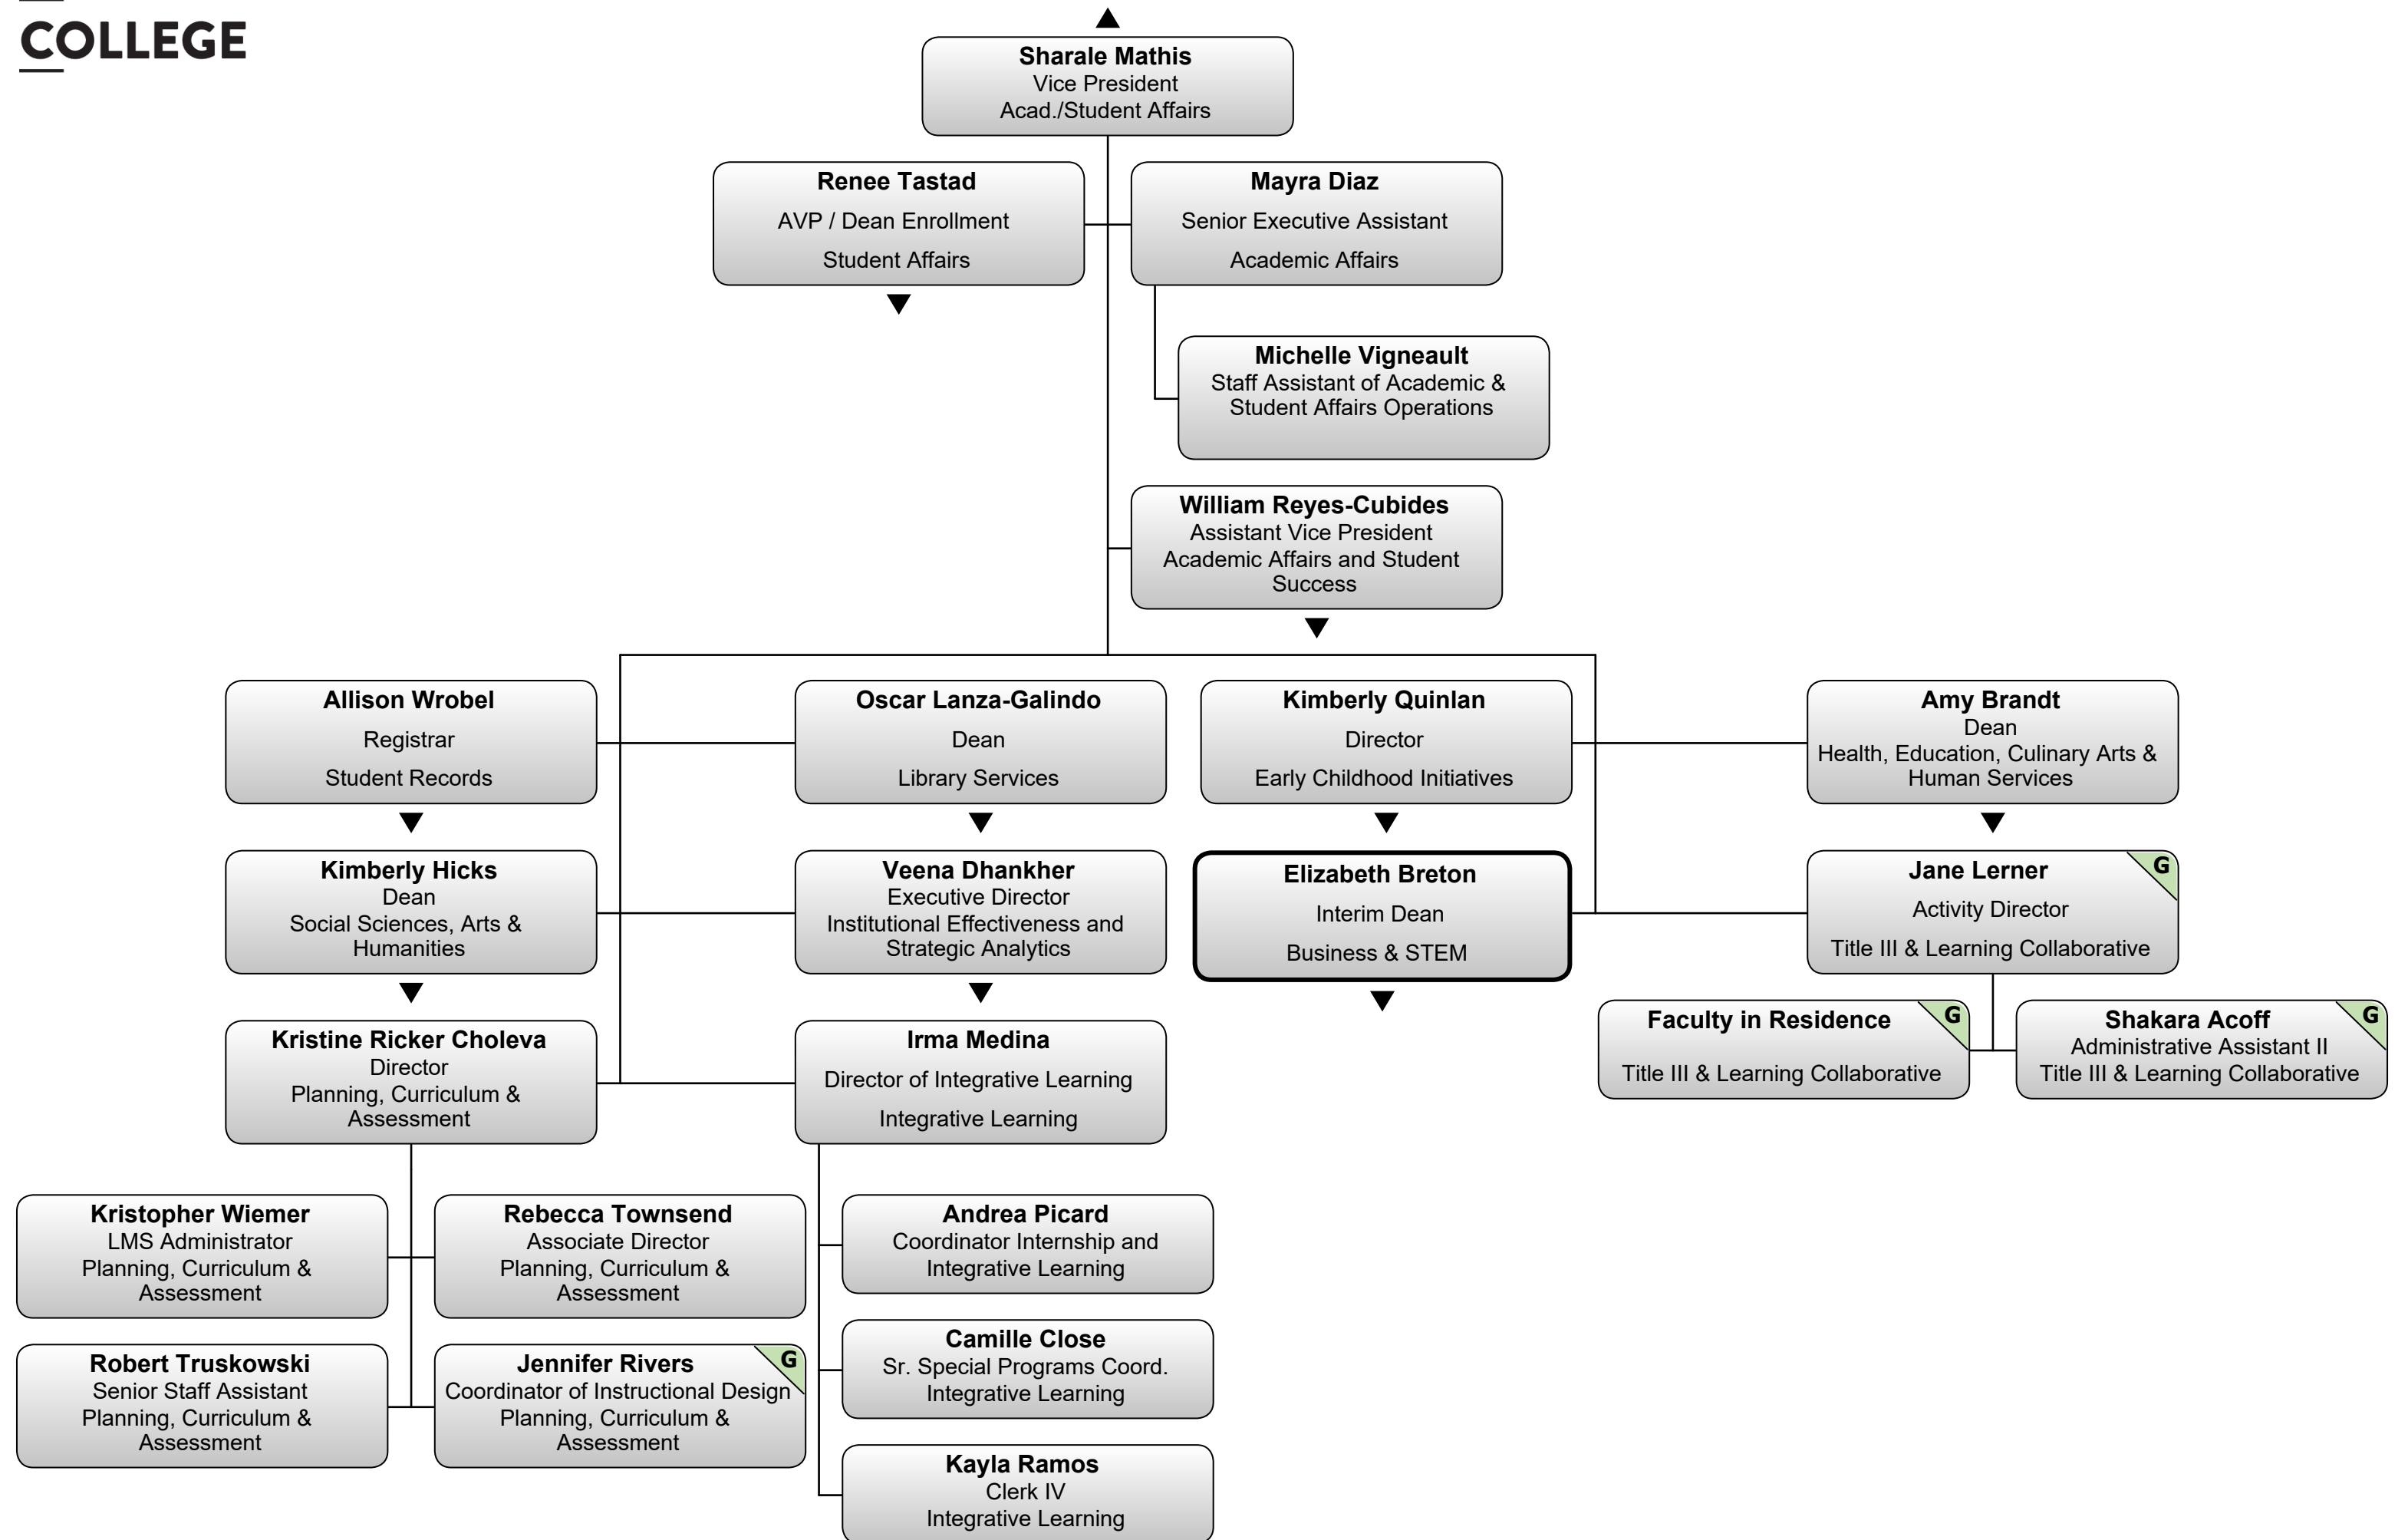 COLLEGE
Sharale Mathis
Vice President
Acad./Student Affairs
Renee Tastad
AVP / Dean Enrollment
Student Affairs
Mayra Diaz
Senior Executive Assistant
Academic Affairs
Michelle Vigneault
Staff Assistant of Academic &
Student Affairs Operations
William Reyes-Cubides
Assistant Vice President
Academic Affairs and Student
Success
Allison Wrobel
Registrar
Student Records
Oscar Lanza-Galindo
Dean
Library Services
Kimberly Quinlan
Director
Early Childhood Initiatives
Amy Brandt
Dean
Health, Education, Culinary Arts &
Human Services
Kimberly Hicks
Dean
Social Sciences, Arts &
Humanities
Veena Dhankher
Executive Director
Institutional Effectiveness and
Strategic Analytics
Elizabeth Breton
Interim Dean
Business & STEM
G
Jane Lerner
Activity Director
Title III & Learning Collaborative
Kristine Ricker Choleva
Director
Planning, Curriculum &
Assessment
Irma Medina
Director of Integrative Learning
Integrative Learning
G
Faculty in Residence
Title III & Learning Collaborative
G
Shakara Acoff
Administrative Assistant II
Title III & Learning Collaborative
Kristopher Wiemer
LMS Administrator
Planning, Curriculum &
Assessment
Rebecca Townsend
Associate Director
Planning, Curriculum &
Assessment
Andrea Picard
Coordinator Internship and
Integrative Learning
Robert Truskowski
Senior Staff Assistant
Planning, Curriculum &
Assessment
G
Jennifer Rivers
Coordinator of Instructional Design
Planning, Curriculum &
Assessment
Camille Close
Sr. Special Programs Coord.
Integrative Learning
Kayla Ramos
Clerk IV
Integrative Learning